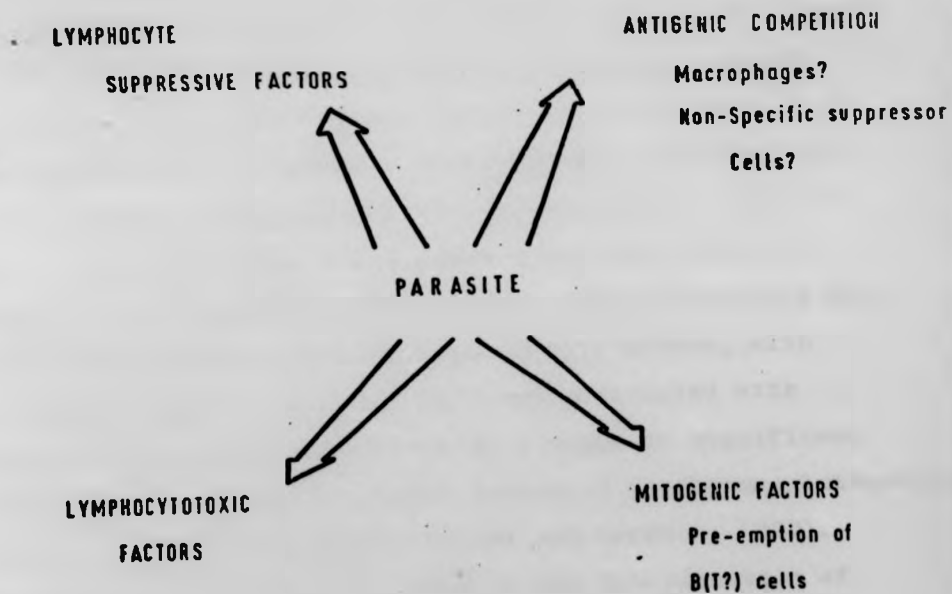 LYMPHOCYTE
SUPPRESSIVE FACTORS
ANTIGENIC COMPETITION
Macrophages?
Non-Specific suppressor
Cells?
PARASITE
LYMPHOCYTOTOXIC
FACTORS
MITOGENIC FACTORS
Pre-emption of
B(T?) cells